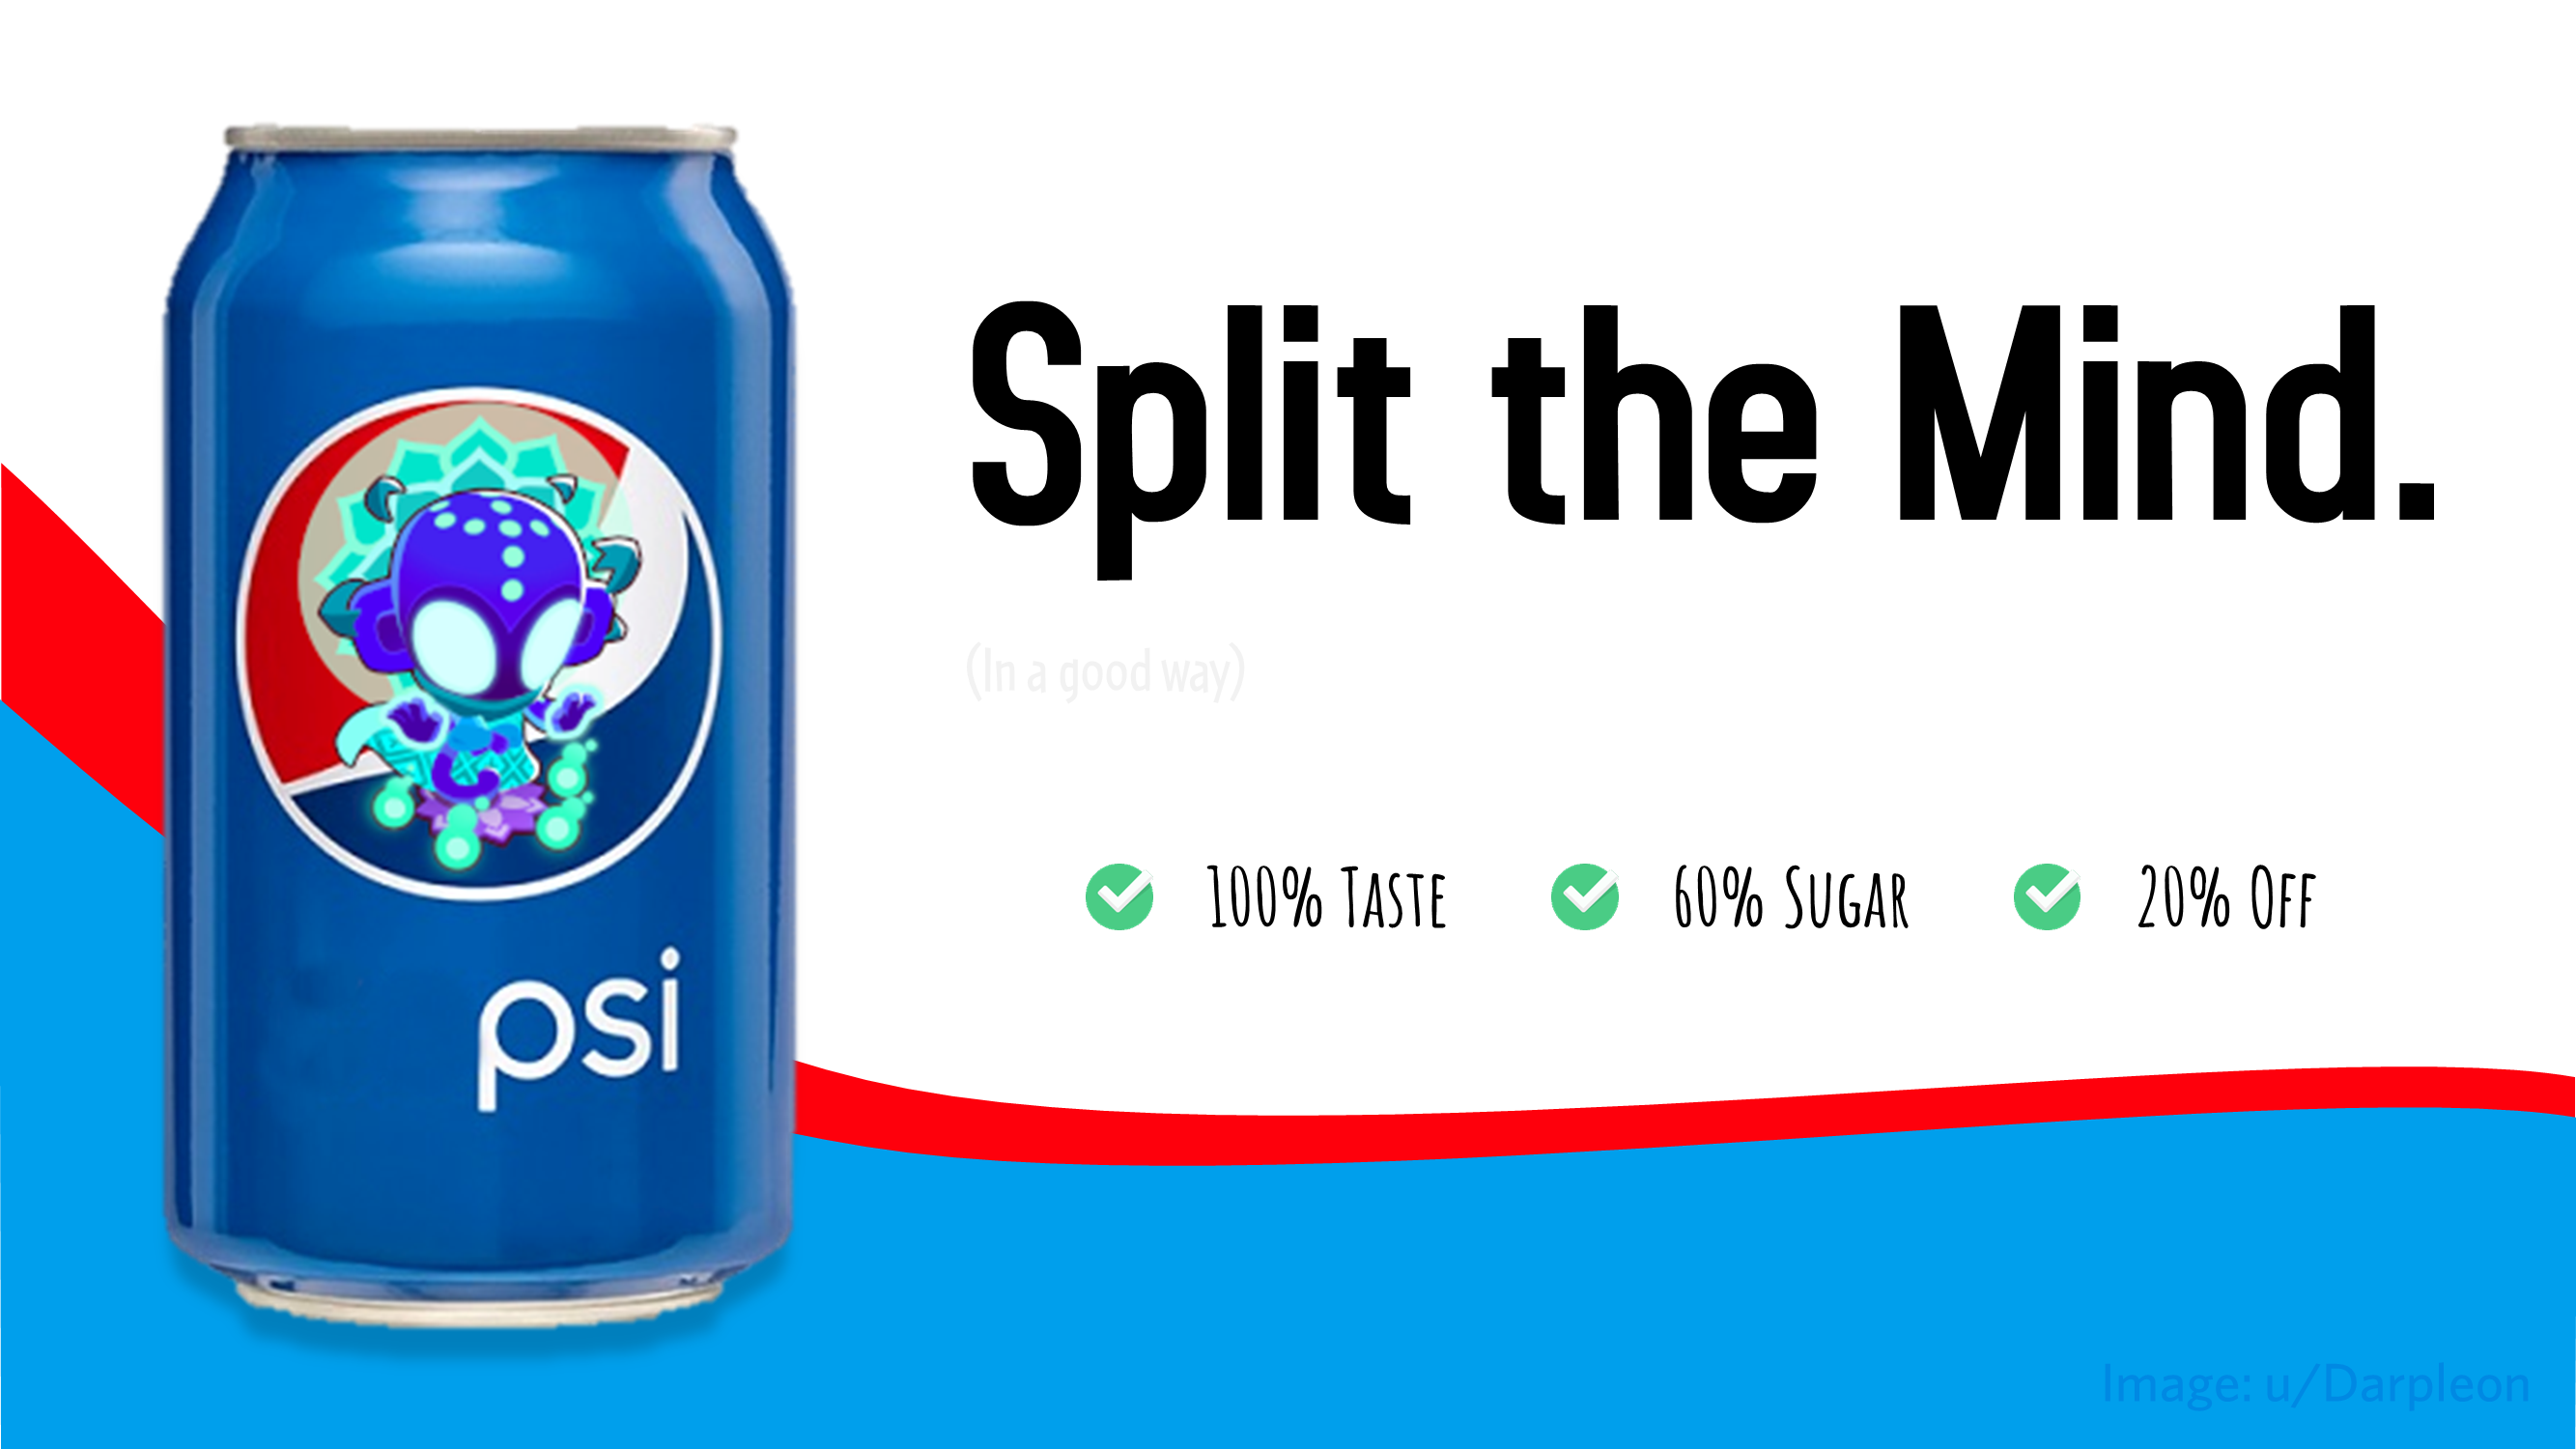 Split the Mind.
(In a good way)
100% Taste
60% Sugar
20% Off
psi
Image: u/Darpleon